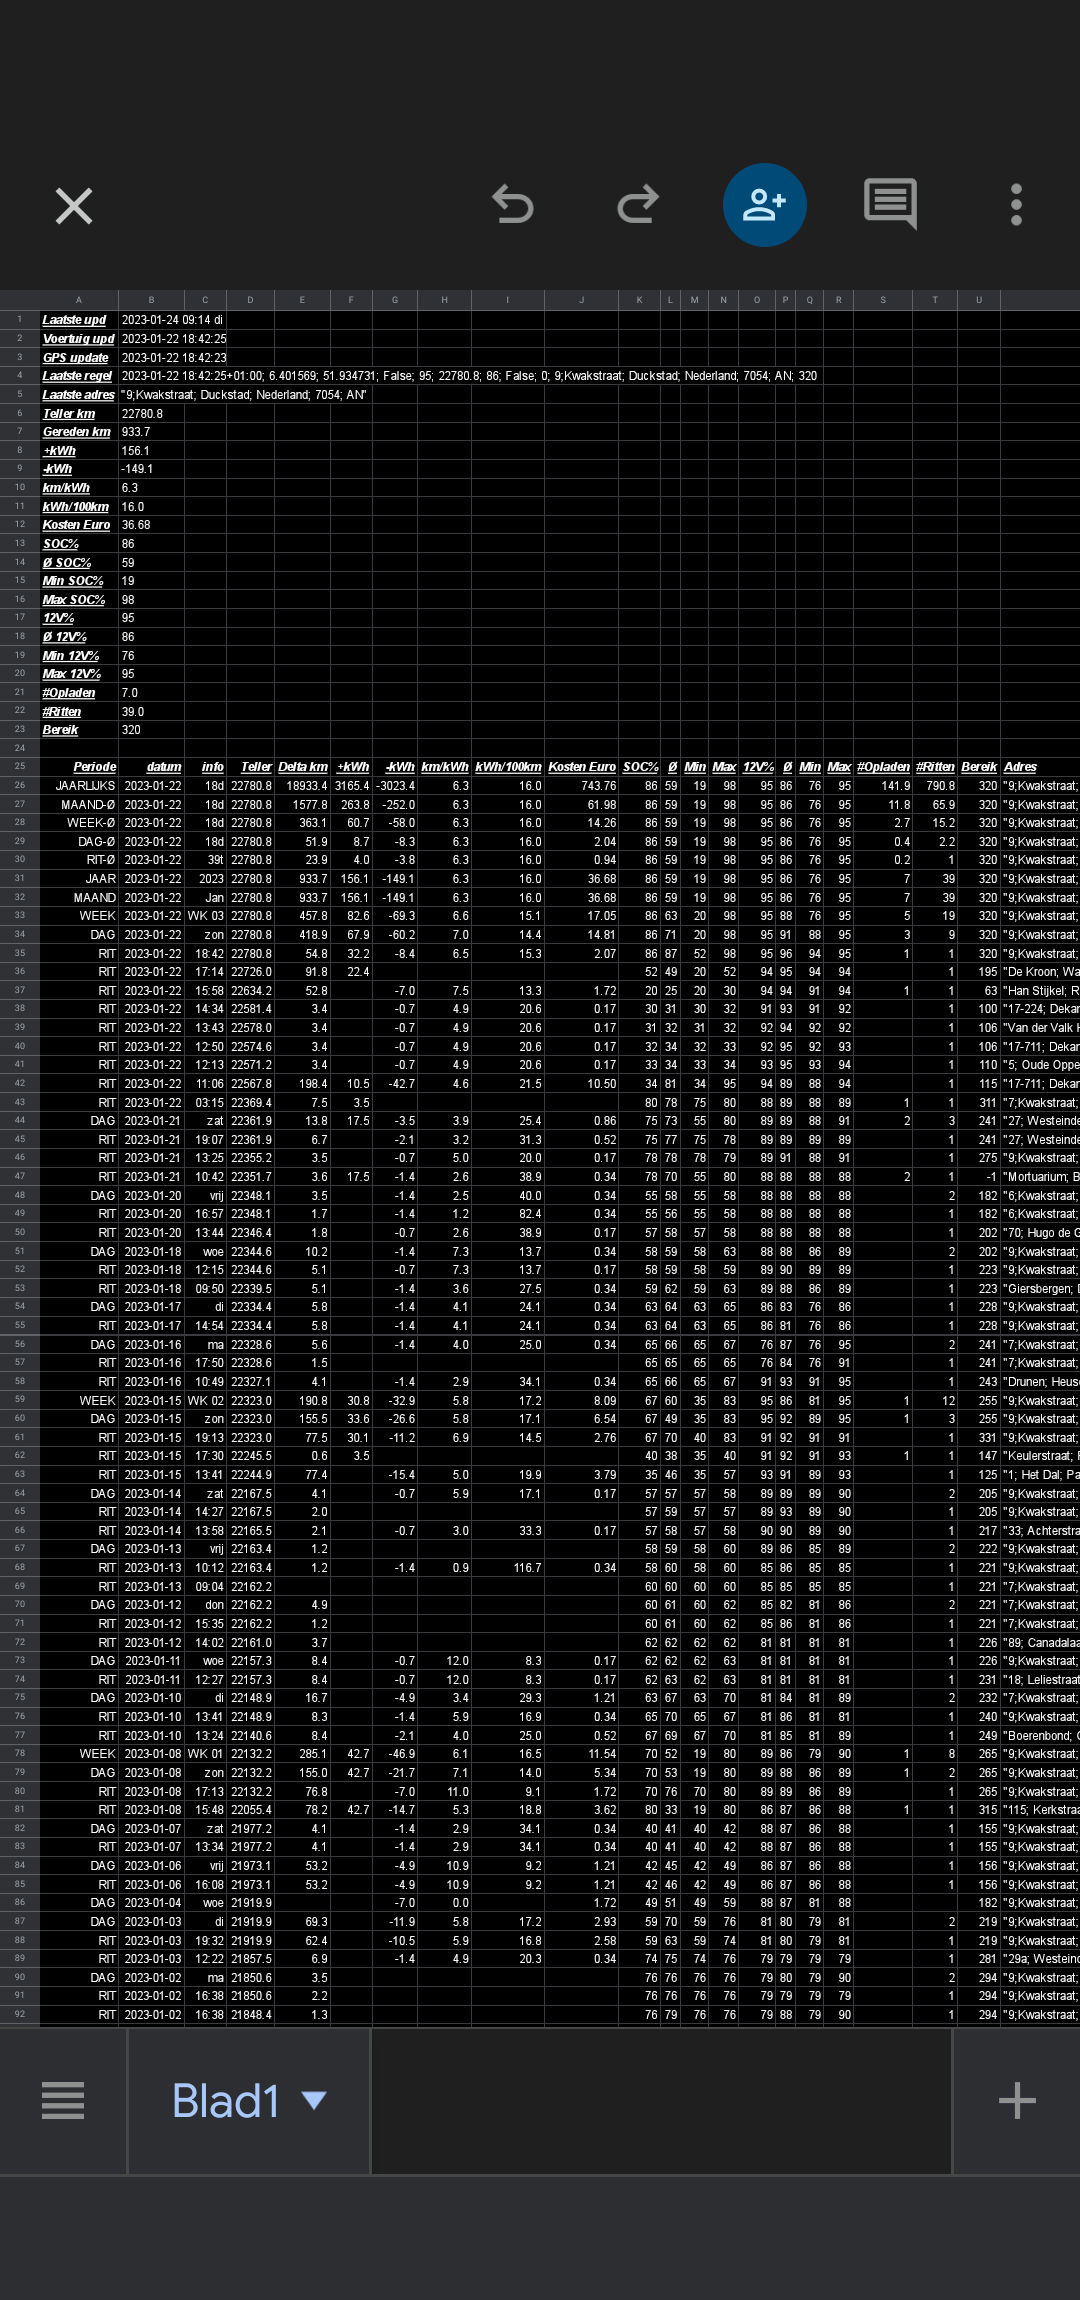 A B C D E F G H I J K L M N O P Q R S T U
1 Laatste upd 2023-01-24 09:14 di
2 Voertuig upd 2023-01-22 18:42:25
3 GPS update 2023-01-22 18:42:23
4 Laatste regel 2023-01-22 18:42:25+01:00; 6.401569; 51.934731; False; 95; 22780.8; 86; False; 0; 9;Kwakstraat; Duckstad; Nederland; 7054; AN; 320
5 Laatste adres "9;Kwakstraat; Duckstad; Nederland; 7054; AN"
6 Teller km 22780.8
7 Gereden km 933.7
8 +kWh 156.1
9 -kWh -149.1
10 km/kWh 6.3
11 kWh/100km 16.0
12 Kosten Euro 36.68
13 SOC% 86
14 Ø SOC% 59
15 Min SOC% 19
16 Max SOC% 98
17 12V% 95
18 Ø 12V% 86
19 Min 12V% 76
20 Max 12V% 95
21 #Opladen 7.0
22 #Ritten 39.0
23 Bereik 320
24
25 Periode datum info Teller Delta km +kWh -kWh km/kWh kWh/100km Kosten Euro SOC% Ø Min Max 12V% Ø Min Max #Opladen #Ritten Bereik Adres
26 JAARLIJKS 2023-01-22 18d 22780.8 18933.4 3165.4 -3023.4 6.3 16.0 743.76 86 59 19 98 95 86 76 95 141.9 790.8 320 "9;Kwakstraat;
27 MAAND-Ø 2023-01-22 18d 22780.8 1577.8 263.8 -252.0 6.3 16.0 61.98 86 59 19 98 95 86 76 95 11.8 65.9 320 "9;Kwakstraat;
28 WEEK-Ø 2023-01-22 18d 22780.8 363.1 60.7 -58.0 6.3 16.0 14.26 86 59 19 98 95 86 76 95 2.7 15.2 320 "9;Kwakstraat;
29 DAG-Ø 2023-01-22 18d 22780.8 51.9 8.7 -8.3 6.3 16.0 2.04 86 59 19 98 95 86 76 95 0.4 2.2 320 "9;Kwakstraat;
30 RIT-Ø 2023-01-22 39t 22780.8 23.9 4.0 -3.8 6.3 16.0 0.94 86 59 19 98 95 86 76 95 0.2 1 320 "9;Kwakstraat;
31 JAAR 2023-01-22 2023 22780.8 933.7 156.1 -149.1 6.3 16.0 36.68 86 59 19 98 95 86 76 95 7 39 320 "9;Kwakstraat;
32 MAAND 2023-01-22 Jan 22780.8 933.7 156.1 -149.1 6.3 16.0 36.68 86 59 19 98 95 86 76 95 7 39 320 "9;Kwakstraat;
33 WEEK 2023-01-22 WK 03 22780.8 457.8 82.6 -69.3 6.6 15.1 17.05 86 63 20 98 95 88 76 95 5 19 320 "9;Kwakstraat;
34 DAG 2023-01-22 zon 22780.8 418.9 67.9 -60.2 7.0 14.4 14.81 86 71 20 98 95 91 88 95 3 9 320 "9;Kwakstraat;
35 RIT 2023-01-22 18:42 22780.8 54.8 32.2 -8.4 6.5 15.3 2.07 86 87 52 98 95 96 94 95 1 1 320 "9;Kwakstraat;
36 RIT 2023-01-22 17:14 22726.0 91.8 22.4 52 49 20 52 94 95 94 94 1 195 "De Kroon; Wa
37 RIT 2023-01-22 15:58 22634.2 52.8 -7.0 7.5 13.3 1.72 20 25 20 30 94 94 91 94 1 1 63 "Han Stijkel; R
38 RIT 2023-01-22 14:34 22581.4 3.4 -0.7 4.9 20.6 0.17 30 31 30 32 91 93 91 92 1 100 "17-224; Dekar
39 RIT 2023-01-22 13:43 22578.0 3.4 -0.7 4.9 20.6 0.17 31 32 31 32 92 94 92 92 1 106 "Van der Valk H
40 RIT 2023-01-22 12:50 22574.6 3.4 -0.7 4.9 20.6 0.17 32 34 32 33 92 95 92 93 1 106 "17-711; Dekar
41 RIT 2023-01-22 12:13 22571.2 3.4 -0.7 4.9 20.6 0.17 33 34 33 34 93 95 93 94 1 110 "5; Oude Oppe
42 RIT 2023-01-22 11:06 22567.8 198.4 10.5 -42.7 4.6 21.5 10.50 34 81 34 95 94 89 88 94 1 115 "17-711; Dekar
43 RIT 2023-01-22 03:15 22369.4 7.5 3.5 80 78 75 80 88 89 88 89 1 1 311 "7;Kwakstraat;
44 DAG 2023-01-21 zat 22361.9 13.8 17.5 -3.5 3.9 25.4 0.86 75 73 55 80 89 89 88 91 2 3 241 "27; Westeinde
45 RIT 2023-01-21 19:07 22361.9 6.7 -2.1 3.2 31.3 0.52 75 77 75 78 89 89 89 89 1 241 "27; Westeinde
46 RIT 2023-01-21 13:25 22355.2 3.5 -0.7 5.0 20.0 0.17 78 78 78 79 89 91 88 91 1 275 "9;Kwakstraat;
47 RIT 2023-01-21 10:42 22351.7 3.6 17.5 -1.4 2.6 38.9 0.34 78 70 55 80 88 88 88 88 2 1 -1 "Mortuarium; B
48 DAG 2023-01-20 vrij 22348.1 3.5 -1.4 2.5 40.0 0.34 55 58 55 58 88 88 88 88 2 182 "6;Kwakstraat;
49 RIT 2023-01-20 16:57 22348.1 1.7 -1.4 1.2 82.4 0.34 55 56 55 58 88 88 88 88 1 182 "6;Kwakstraat;
50 RIT 2023-01-20 13:44 22346.4 1.8 -0.7 2.6 38.9 0.17 57 58 57 58 88 88 88 88 1 202 "70; Hugo de G
51 DAG 2023-01-18 woe 22344.6 10.2 -1.4 7.3 13.7 0.34 58 59 58 63 88 88 86 89 2 202 "9;Kwakstraat;
52 RIT 2023-01-18 12:15 22344.6 5.1 -0.7 7.3 13.7 0.17 58 59 58 59 89 90 88 89 1 223 "9;Kwakstraat;
53 RIT 2023-01-18 09:50 22339.5 5.1 -1.4 3.6 27.5 0.34 59 62 59 63 89 88 86 89 1 223 "Giersbergen; D
54 DAG 2023-01-17 di 22334.4 5.8 -1.4 4.1 24.1 0.34 63 64 63 65 86 83 76 86 1 228 "9;Kwakstraat;
55 RIT 2023-01-17 14:54 22334.4 5.8 -1.4 4.1 24.1 0.34 63 64 63 65 86 81 76 86 1 228 "9;Kwakstraat;
56 DAG 2023-01-16 ma 22328.6 5.6 -1.4 4.0 25.0 0.34 65 66 65 67 76 87 76 95 2 241 "7;Kwakstraat;
57 RIT 2023-01-16 17:50 22328.6 1.5 65 65 65 65 76 84 76 91 1 241 "7;Kwakstraat;
58 RIT 2023-01-16 10:49 22327.1 4.1 -1.4 2.9 34.1 0.34 65 66 65 67 91 93 91 95 1 243 "Drunen; Heus
59 WEEK 2023-01-15 WK 02 22323.0 190.8 30.8 -32.9 5.8 17.2 8.09 67 60 35 83 95 86 81 95 1 12 255 "9;Kwakstraat;
60 DAG 2023-01-15 zon 22323.0 155.5 33.6 -26.6 5.8 17.1 6.54 67 49 35 83 95 92 89 95 1 3 255 "9;Kwakstraat;
61 RIT 2023-01-15 19:13 22323.0 77.5 30.1 -11.2 6.9 14.5 2.76 67 70 40 83 91 92 91 91 1 331 "9;Kwakstraat;
62 RIT 2023-01-15 17:30 22245.5 0.6 3.5 40 38 35 40 91 92 91 93 1 1 147 "Keulerstraat; F
63 RIT 2023-01-15 13:41 22244.9 77.4 -15.4 5.0 19.9 3.79 35 46 35 57 93 91 89 93 1 125 "1; Het Dal; Pa
64 DAG 2023-01-14 zat 22167.5 4.1 -0.7 5.9 17.1 0.17 57 57 57 58 89 89 89 90 2 205 "9;Kwakstraat;
65 RIT 2023-01-14 14:27 22167.5 2.0 57 59 57 57 89 93 89 90 1 205 "9;Kwakstraat;
66 RIT 2023-01-14 13:58 22165.5 2.1 -0.7 3.0 33.3 0.17 57 58 57 58 90 90 89 90 1 217 "33; Achterstra
67 DAG 2023-01-13 vrij 22163.4 1.2 58 59 58 60 89 86 85 89 2 222 "9;Kwakstraat;
68 RIT 2023-01-13 10:12 22163.4 1.2 -1.4 0.9 116.7 0.34 58 60 58 60 85 86 85 85 1 221 "9;Kwakstraat;
69 RIT 2023-01-13 09:04 22162.2 60 60 60 60 85 85 85 85 1 221 "7;Kwakstraat;
70 DAG 2023-01-12 don 22162.2 4.9 60 61 60 62 85 82 81 86 2 221 "7;Kwakstraat;
71 RIT 2023-01-12 15:35 22162.2 1.2 60 61 60 62 85 86 81 86 1 221 "7;Kwakstraat;
72 RIT 2023-01-12 14:02 22161.0 3.7 62 62 62 62 81 81 81 81 1 226 "89; Canadalaa
73 DAG 2023-01-11 woe 22157.3 8.4 -0.7 12.0 8.3 0.17 62 62 62 63 81 81 81 81 1 226 "9;Kwakstraat;
74 RIT 2023-01-11 12:27 22157.3 8.4 -0.7 12.0 8.3 0.17 62 63 62 63 81 81 81 81 1 231 "18; Leliestraat
75 DAG 2023-01-10 di 22148.9 16.7 -4.9 3.4 29.3 1.21 63 67 63 70 81 84 81 89 2 232 "7;Kwakstraat;
76 RIT 2023-01-10 13:41 22148.9 8.3 -1.4 5.9 16.9 0.34 65 70 65 67 81 86 81 81 1 240 "9;Kwakstraat;
77 RIT 2023-01-10 13:24 22140.6 8.4 -2.1 4.0 25.0 0.52 67 69 67 70 81 85 81 89 1 249 "Boerenbond; C
78 WEEK 2023-01-08 WK 01 22132.2 285.1 42.7 -46.9 6.1 16.5 11.54 70 52 19 80 89 86 79 90 1 8 265 "9;Kwakstraat;
79 DAG 2023-01-08 zon 22132.2 155.0 42.7 -21.7 7.1 14.0 5.34 70 53 19 80 89 88 86 89 1 2 265 "9;Kwakstraat;
80 RIT 2023-01-08 17:13 22132.2 76.8 -7.0 11.0 9.1 1.72 70 76 70 80 89 89 86 89 1 265 "9;Kwakstraat;
81 RIT 2023-01-08 15:48 22055.4 78.2 42.7 -14.7 5.3 18.8 3.62 80 33 19 80 86 87 86 88 1 1 315 "115; Kerkstraa
82 DAG 2023-01-07 zat 21977.2 4.1 -1.4 2.9 34.1 0.34 40 41 40 42 88 87 86 88 1 155 "9;Kwakstraat;
83 RIT 2023-01-07 13:34 21977.2 4.1 -1.4 2.9 34.1 0.34 40 41 40 42 88 87 86 88 1 155 "9;Kwakstraat;
84 DAG 2023-01-06 vrij 21973.1 53.2 -4.9 10.9 9.2 1.21 42 45 42 49 86 87 86 88 1 156 "9;Kwakstraat;
85 RIT 2023-01-06 16:08 21973.1 53.2 -4.9 10.9 9.2 1.21 42 46 42 49 86 87 86 88 1 156 "9;Kwakstraat;
86 DAG 2023-01-04 woe 21919.9 -7.0 0.0 1.72 49 51 49 59 88 87 81 88 182 "9;Kwakstraat;
87 DAG 2023-01-03 di 21919.9 69.3 -11.9 5.8 17.2 2.93 59 70 59 76 81 80 79 81 2 219 "9;Kwakstraat;
88 RIT 2023-01-03 19:32 21919.9 62.4 -10.5 5.9 16.8 2.58 59 63 59 74 81 80 79 81 1 219 "9;Kwakstraat;
89 RIT 2023-01-03 12:22 21857.5 6.9 -1.4 4.9 20.3 0.34 74 75 74 76 79 79 79 79 1 281 "29a; Westeind
90 DAG 2023-01-02 ma 21850.6 3.5 76 76 76 76 79 80 79 90 2 294 "9;Kwakstraat;
91 RIT 2023-01-02 16:38 21850.6 2.2 76 76 76 76 79 79 79 79 1 294 "9;Kwakstraat;
92 RIT 2023-01-02 16:38 21848.4 1.3 76 79 76 76 79 88 79 90 1 294 "9;Kwakstraat;
Blad1